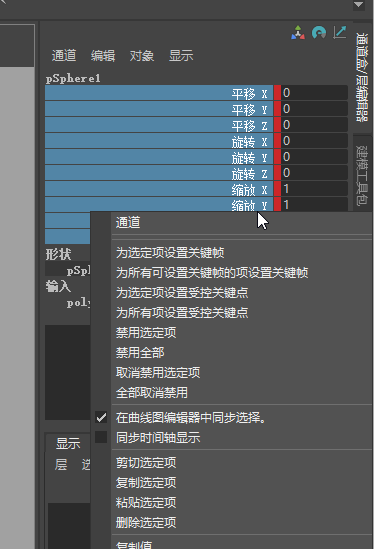 通道 编辑 对象 显示
pSphere1
平移 X 0
平移 Y 0
平移 Z 0
旋转 X 0
旋转 Y 0
旋转 Z 0
缩放 X 1
缩放 Y 1
通道
形状
pSp
输入
poly
为选定项设置关键帧
为所有可设置关键帧的项设置关键帧
为选定项设置受控关键点
为所有项设置受控关键点
禁用选定项
禁用全部
取消禁用选定项
全部取消禁用
在曲线图编辑器中同步选择。
同步时间轴显示
显示
层
剪切选定项
复制选定项
粘贴选定项
删除选定项
复制值
通道盒/层编辑器
建模工具包